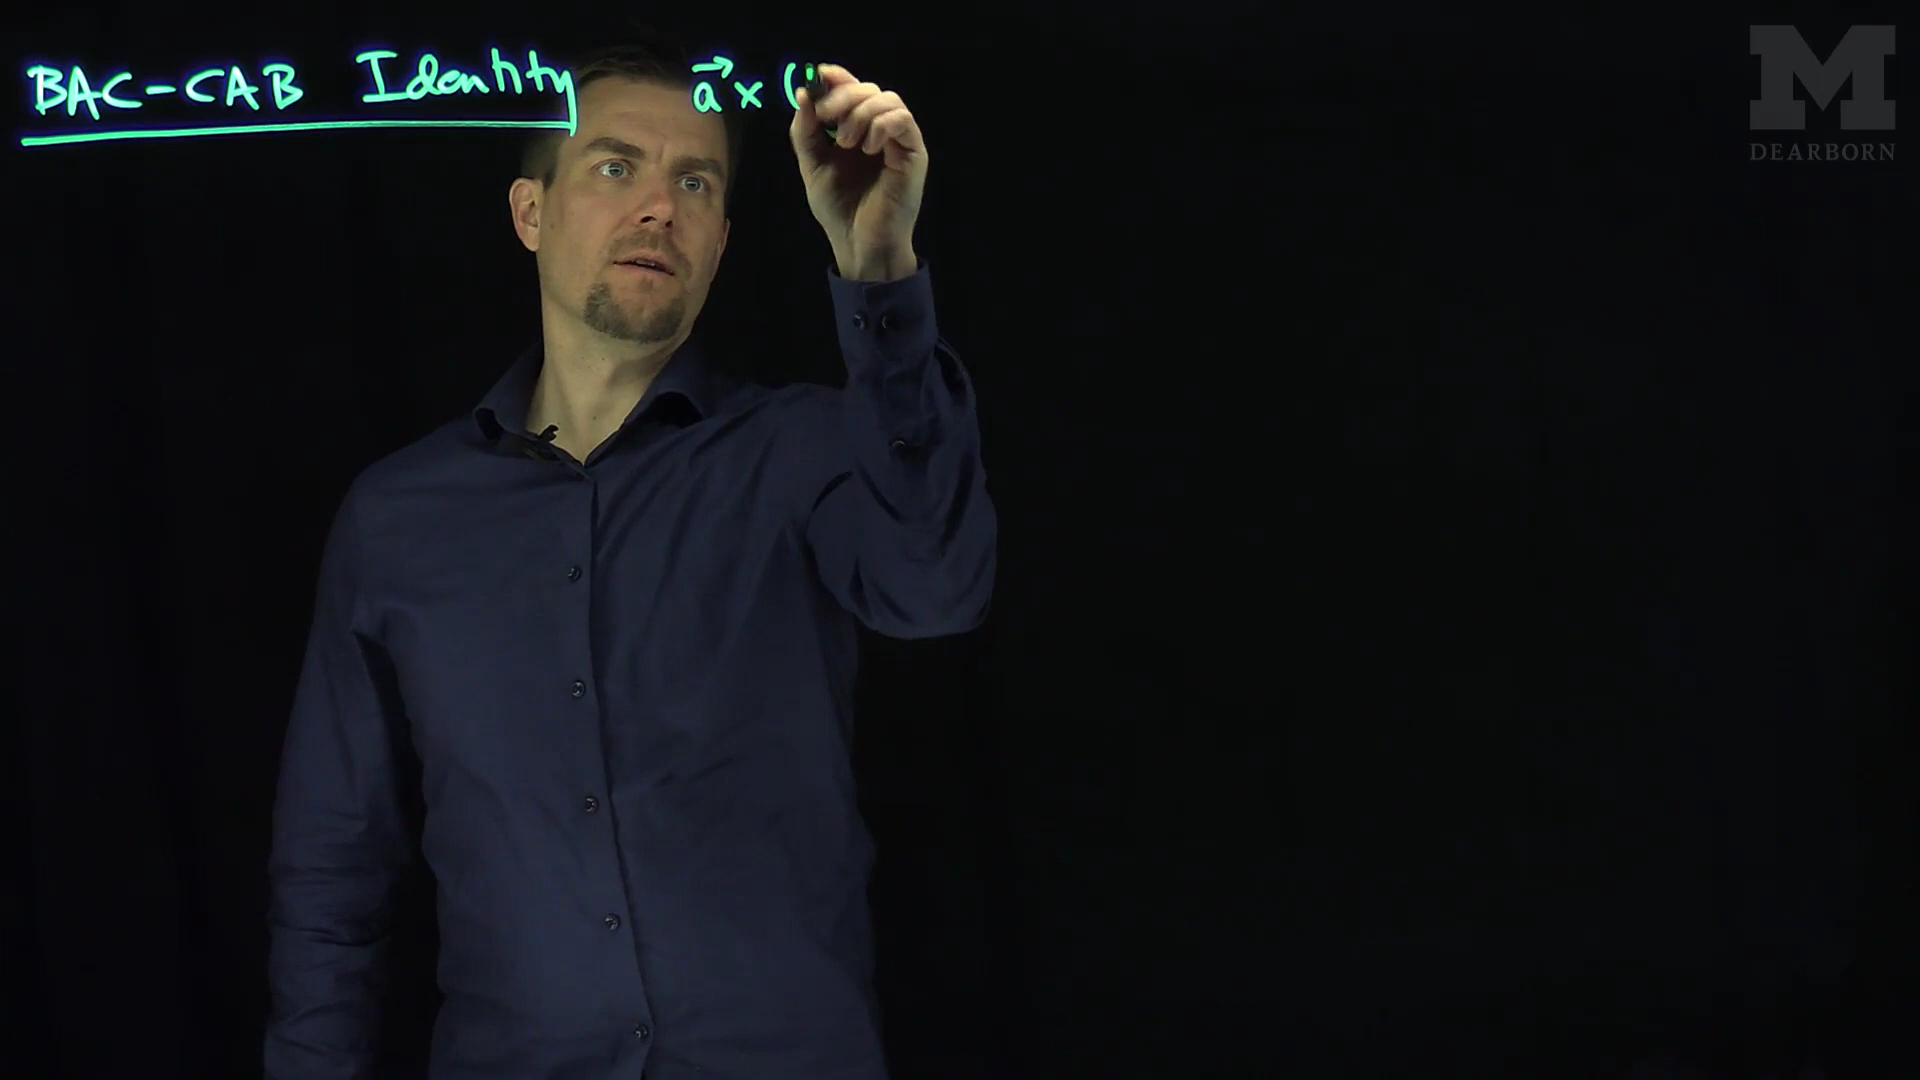 BAC-CAB Identity a⃗ × (
M
DEARBORN